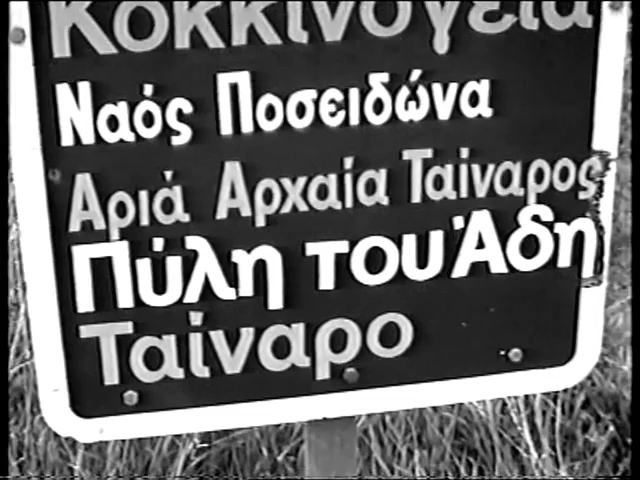 Κοκκινόγεια
Ναός Ποσειδώνα
Αριά Αρχαία Ταίναρος
Πύλη του Άδη
Ταίναρο